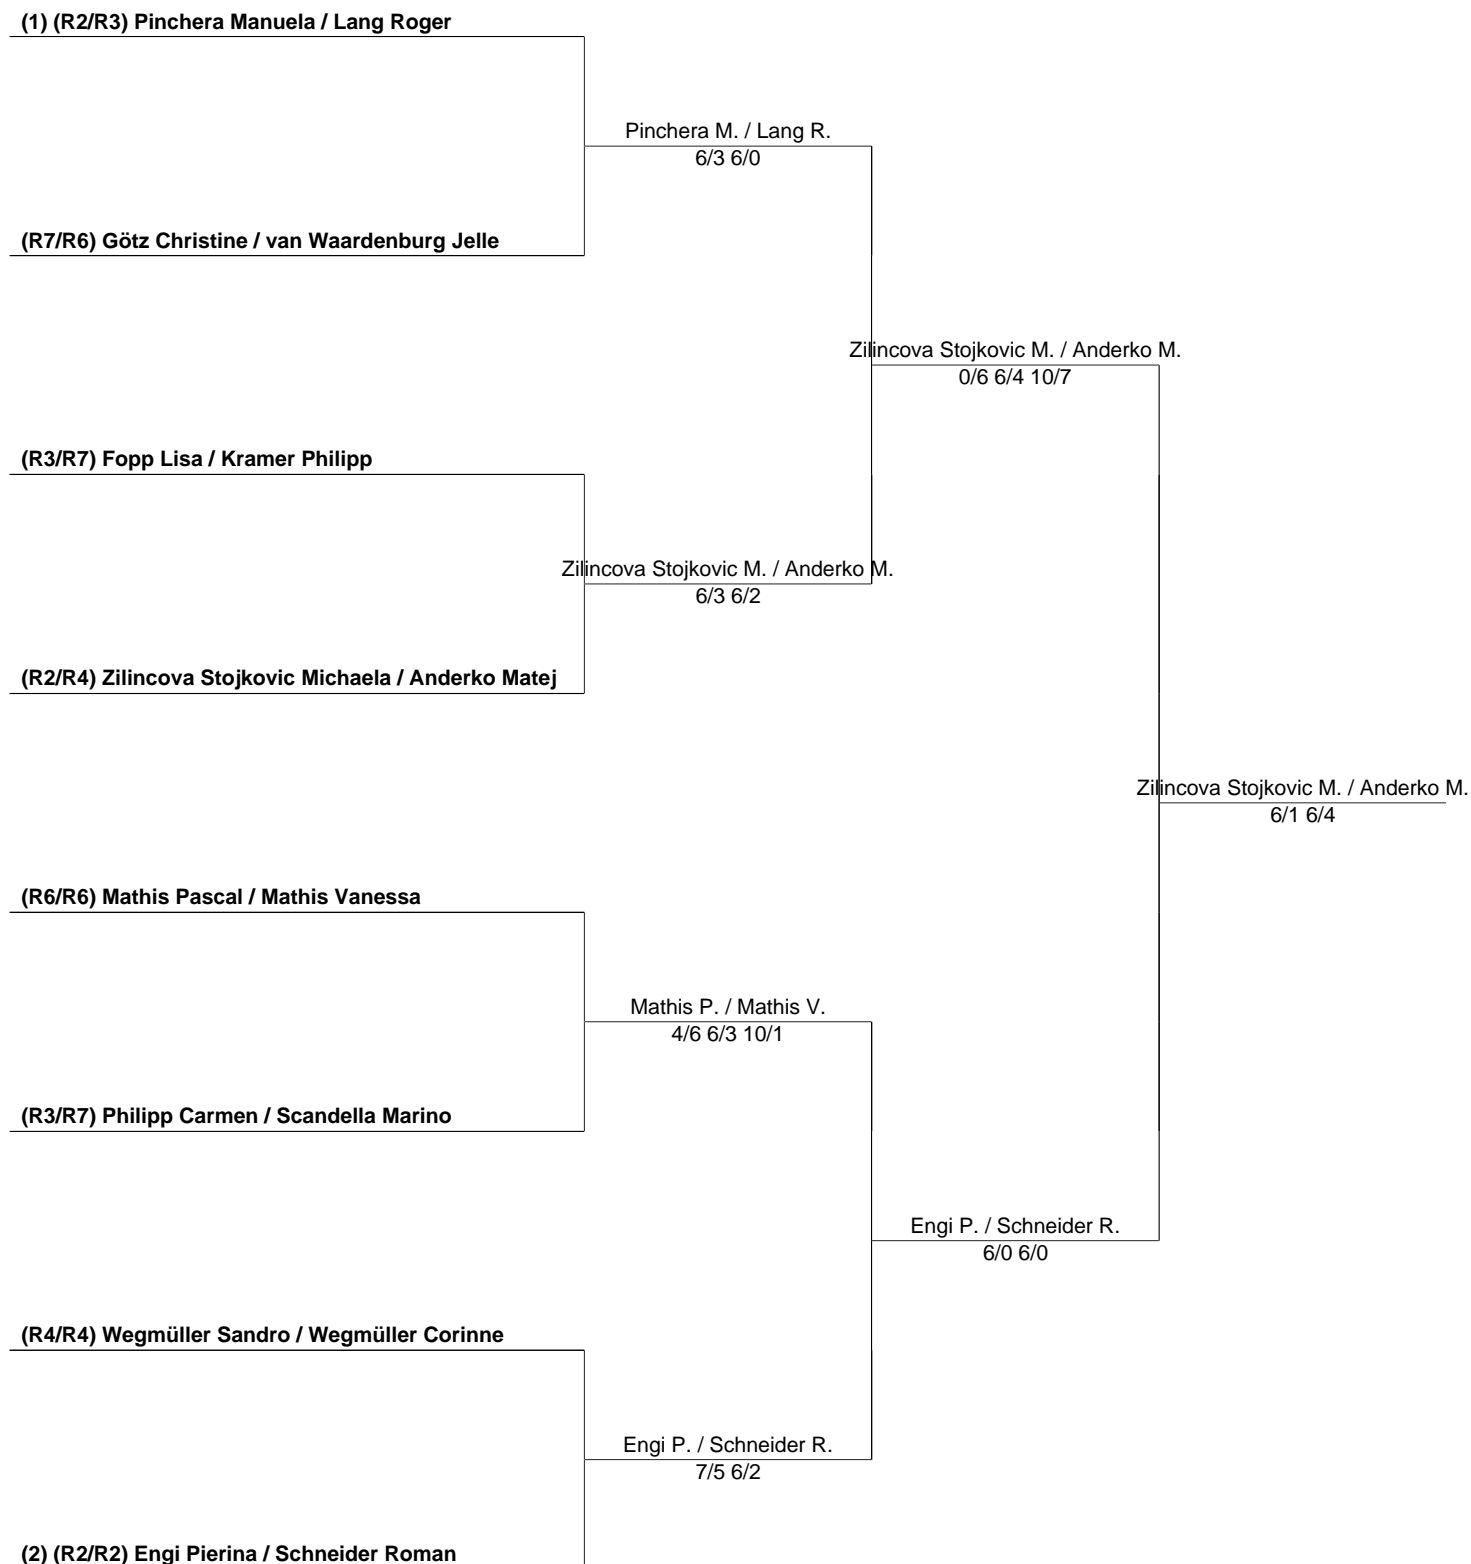 (1) (R2/R3) Pinchera Manuela / Lang Roger
Pinchera M. / Lang R.
6/3 6/0
(R7/R6) Götz Christine / van Waardenburg Jelle
Zilincova Stojkovic M. / Anderko M.
0/6 6/4 10/7
(R3/R7) Fopp Lisa / Kramer Philipp
Zilincova Stojkovic M. / Anderko M.
6/3 6/2
(R2/R4) Zilincova Stojkovic Michaela / Anderko Matej
Zilincova Stojkovic M. / Anderko M.
6/1 6/4
(R6/R6) Mathis Pascal / Mathis Vanessa
Mathis P. / Mathis V.
4/6 6/3 10/1
(R3/R7) Philipp Carmen / Scandella Marino
Engi P. / Schneider R.
6/0 6/0
(R4/R4) Wegmüller Sandro / Wegmüller Corinne
Engi P. / Schneider R.
7/5 6/2
(2) (R2/R2) Engi Pierina / Schneider Roman